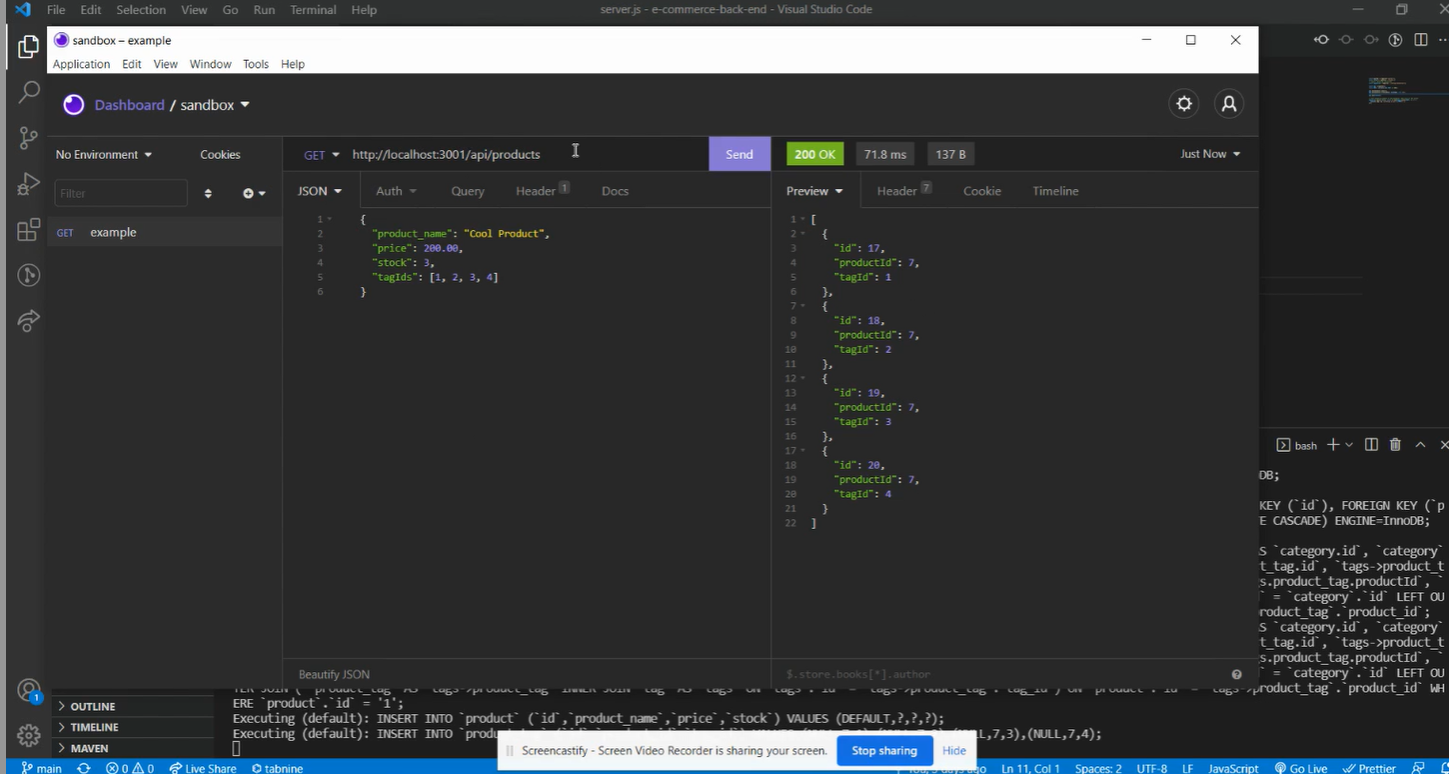 File Edit Selection View Go Run Terminal Help
server.js - e-commerce-back-end - Visual Studio Code
sandbox – example
Application Edit View Window Tools Help
Dashboard / sandbox
No Environment Cookies
GET http://localhost:3001/api/products Send
200 OK 71.8 ms 137 B Just Now
Filter
JSON Auth Query Header 1 Docs
Preview Header 7 Cookie Timeline
GET example
1 {
2 "product_name": "Cool Product",
3 "price": 200.00,
4 "stock": 3,
5 "tagIds": [1, 2, 3, 4]
6 }
1 [
2 {
3 "id": 17,
4 "productId": 7,
5 "tagId": 1
6 },
7 {
8 "id": 18,
9 "productId": 7,
10 "tagId": 2
11 },
12 {
13 "id": 19,
14 "productId": 7,
15 "tagId": 3
16 },
17 {
18 "id": 20,
19 "productId": 7,
20 "tagId": 4
21 }
22 ]
bash
DB;
KEY (`id`), FOREIGN KEY (`p
E CASCADE) ENGINE=InnoDB;
S `category.id`, `category`
t_tag.id`, `tags->product_t
s.product_tag.productId`, `
` = `category`.`id` LEFT OU
roduct_tag`.`product_id`;
S `category.id`, `category`
t_tag.id`, `tags->product_t
s.product_tag.productId`, `
` = `category`.`id` LEFT OU
>product_tag`.`product_id` WH
Beautify JSON
$.store.books[*].author
ERE `product`.`id` = '1';
Executing (default): INSERT INTO `product` (`id`,`product_name`,`price`,`stock`) VALUES (DEFAULT,?,?,?);
Executing (default): INSERT INTO `produc
L,7,3),(NULL,7,4);
1
OUTLINE
TIMELINE
MAVEN
Screencastify - Screen Video Recorder is sharing your screen. Stop sharing Hide
main 0 0 Live Share tabnine
Ln 11, Col 1 Spaces: 2 UTF-8 LF JavaScript Go Live Prettier